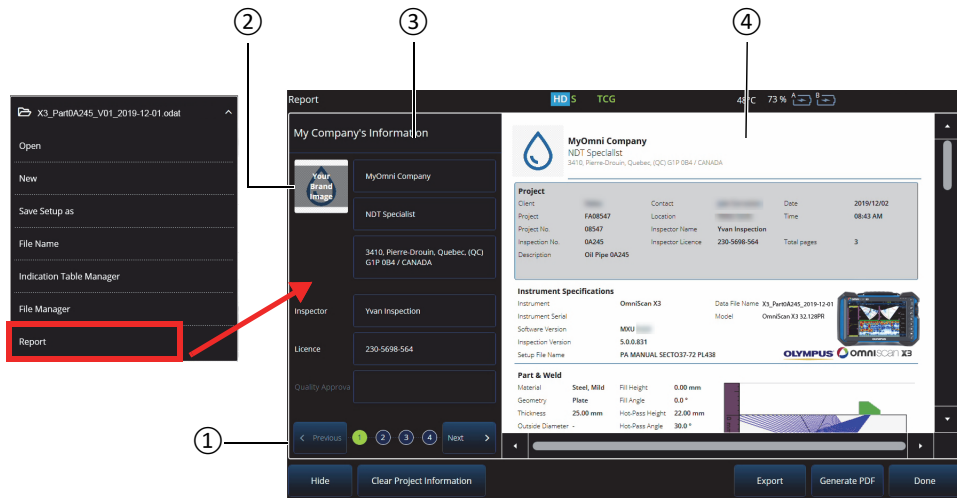 ②
③
④
X3_Part0A245_V01_2019-12-01.odat
Open
New
Save Setup as
File Name
Indication Table Manager
File Manager
Report
Report
HD S TCG
48°C 73 % A B
My Company's Information
Your
Brand
Image
MyOmni Company
NDT Specialist
3410, Pierre-Drouin, Quebec, (QC)
G1P 0B4 / CANADA
Inspector
Yvan Inspection
Licence
230-5698-564
Quality Approva
①
Previous 1 2 3 4 Next
Hide
Clear Project Information
Export
Generate PDF
Done
MyOmni Company
NDT Specialist
3410, Pierre-Drouin, Quebec, (QC) G1P 0B4 / CANADA
Project
Client Contact Date 2019/12/02
Project FA08547 Location Time 08:43 AM
Project No. 08547 Inspector Name Yvan Inspection
Inspection No. 0A245 Inspector Licence 230-5698-564 Total pages 3
Description Oil Pipe 0A245
Instrument Specifications
Instrument OmniScan X3 Data File Name X3_Part0A245_2019-12-01
Instrument Serial Model OmniScan X3 32.128PR
Software Version MXU
Inspection Version 5.0.0.831
Setup File Name PA MANUAL SECTO37-72 PL438
OLYMPUS omniscan X3
Part & Weld
Material Steel, Mild Fill Height 0.00 mm
Geometry Plate Fill Angle 0.0 °
Thickness 25.00 mm Hot-Pass Height 22.00 mm
Outside Diameter - Hot-Pass Angle 30.0 °